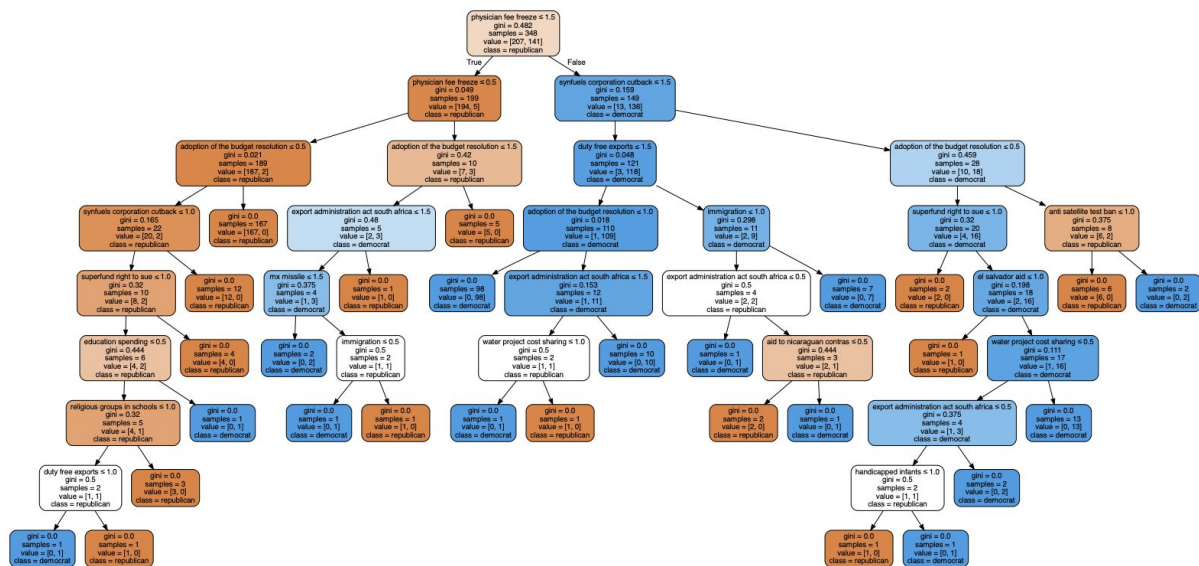 physician fee freeze ≤ 1.5
gini = 0.482
samples = 348
value = [207, 141]
class = republican
True
False
physician fee freeze ≤ 0.5
gini = 0.049
samples = 199
value = [194, 5]
class = republican
synfuels corporation cutback ≤ 1.5
gini = 0.159
samples = 149
value = [13, 136]
class = democrat
adoption of the budget resolution ≤ 0.5
gini = 0.021
samples = 189
value = [187, 2]
class = republican
adoption of the budget resolution ≤ 1.5
gini = 0.42
samples = 10
value = [7, 3]
class = republican
duty free exports ≤ 1.5
gini = 0.048
samples = 121
value = [3, 118]
class = democrat
adoption of the budget resolution ≤ 0.5
gini = 0.459
samples = 28
value = [10, 18]
class = democrat
synfuels corporation cutback ≤ 1.0
gini = 0.165
samples = 22
value = [20, 2]
class = republican
gini = 0.0
samples = 167
value = [167, 0]
class = republican
export administration act south africa ≤ 1.5
gini = 0.48
samples = 5
value = [2, 3]
class = democrat
gini = 0.0
samples = 5
value = [5, 0]
class = republican
adoption of the budget resolution ≤ 1.0
gini = 0.018
samples = 110
value = [1, 109]
class = democrat
immigration ≤ 1.0
gini = 0.298
samples = 11
value = [2, 9]
class = democrat
superfund right to sue ≤ 1.0
gini = 0.32
samples = 20
value = [4, 16]
class = democrat
anti satellite test ban ≤ 1.0
gini = 0.375
samples = 8
value = [6, 2]
class = republican
superfund right to sue ≤ 1.0
gini = 0.32
samples = 10
value = [8, 2]
class = republican
gini = 0.0
samples = 12
value = [12, 0]
class = republican
mx missile ≤ 1.5
gini = 0.375
samples = 4
value = [1, 3]
class = democrat
gini = 0.0
samples = 1
value = [1, 0]
class = republican
gini = 0.0
samples = 98
value = [0, 98]
class = democrat
export administration act south africa ≤ 1.5
gini = 0.153
samples = 12
value = [1, 11]
class = democrat
export administration act south africa ≤ 0.5
gini = 0.5
samples = 4
value = [2, 2]
class = republican
gini = 0.0
samples = 7
value = [0, 7]
class = democrat
gini = 0.0
samples = 2
value = [2, 0]
class = republican
el salvador aid ≤ 1.0
gini = 0.198
samples = 18
value = [2, 16]
class = democrat
gini = 0.0
samples = 6
value = [6, 0]
class = republican
gini = 0.0
samples = 2
value = [0, 2]
class = democrat
education spending ≤ 0.5
gini = 0.444
samples = 6
value = [4, 2]
class = republican
gini = 0.0
samples = 4
value = [4, 0]
class = republican
gini = 0.0
samples = 2
value = [0, 2]
class = democrat
immigration ≤ 0.5
gini = 0.5
samples = 2
value = [1, 1]
class = republican
water project cost sharing ≤ 1.0
gini = 0.5
samples = 2
value = [1, 1]
class = republican
gini = 0.0
samples = 10
value = [0, 10]
class = democrat
gini = 0.0
samples = 1
value = [0, 1]
class = democrat
aid to nicaraguan contras ≤ 0.5
gini = 0.444
samples = 3
value = [2, 1]
class = republican
gini = 0.0
samples = 1
value = [1, 0]
class = republican
water project cost sharing ≤ 0.5
gini = 0.111
samples = 17
value = [1, 16]
class = democrat
religious groups in schools ≤ 1.0
gini = 0.32
samples = 5
value = [4, 1]
class = republican
gini = 0.0
samples = 1
value = [0, 1]
class = democrat
gini = 0.0
samples = 1
value = [0, 1]
class = democrat
gini = 0.0
samples = 1
value = [1, 0]
class = republican
gini = 0.0
samples = 1
value = [0, 1]
class = democrat
gini = 0.0
samples = 1
value = [1, 0]
class = republican
gini = 0.0
samples = 2
value = [2, 0]
class = republican
gini = 0.0
samples = 1
value = [0, 1]
class = democrat
export administration act south africa ≤ 0.5
gini = 0.375
samples = 4
value = [1, 3]
class = democrat
gini = 0.0
samples = 13
value = [0, 13]
class = democrat
duty free exports ≤ 1.0
gini = 0.5
samples = 2
value = [1, 1]
class = republican
gini = 0.0
samples = 3
value = [3, 0]
class = republican
handicapped infants ≤ 1.0
gini = 0.5
samples = 2
value = [1, 1]
class = republican
gini = 0.0
samples = 2
value = [0, 2]
class = democrat
gini = 0.0
samples = 1
value = [0, 1]
class = democrat
gini = 0.0
samples = 1
value = [1, 0]
class = republican
gini = 0.0
samples = 1
value = [1, 0]
class = republican
gini = 0.0
samples = 1
value = [0, 1]
class = democrat